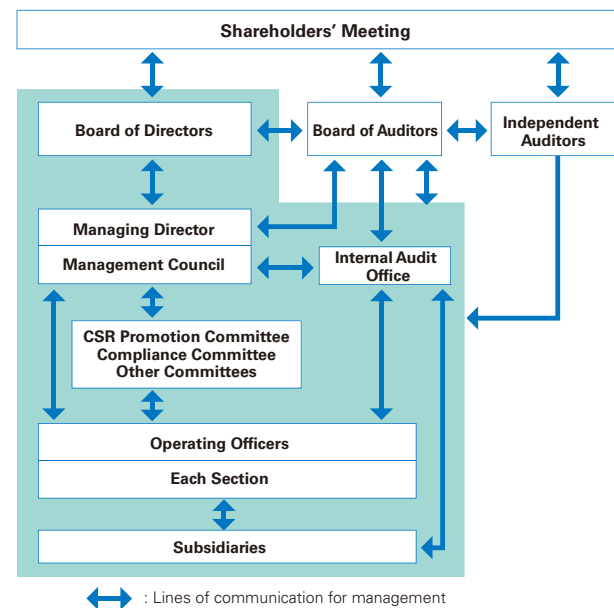 Shareholders' Meeting
Board of Directors
Board of Auditors
Independent
Auditors
Managing Director
Management Council
Internal Audit
Office
CSR Promotion Committee
Compliance Committee
Other Committees
Operating Officers
Each Section
Subsidiaries
: Lines of communication for management